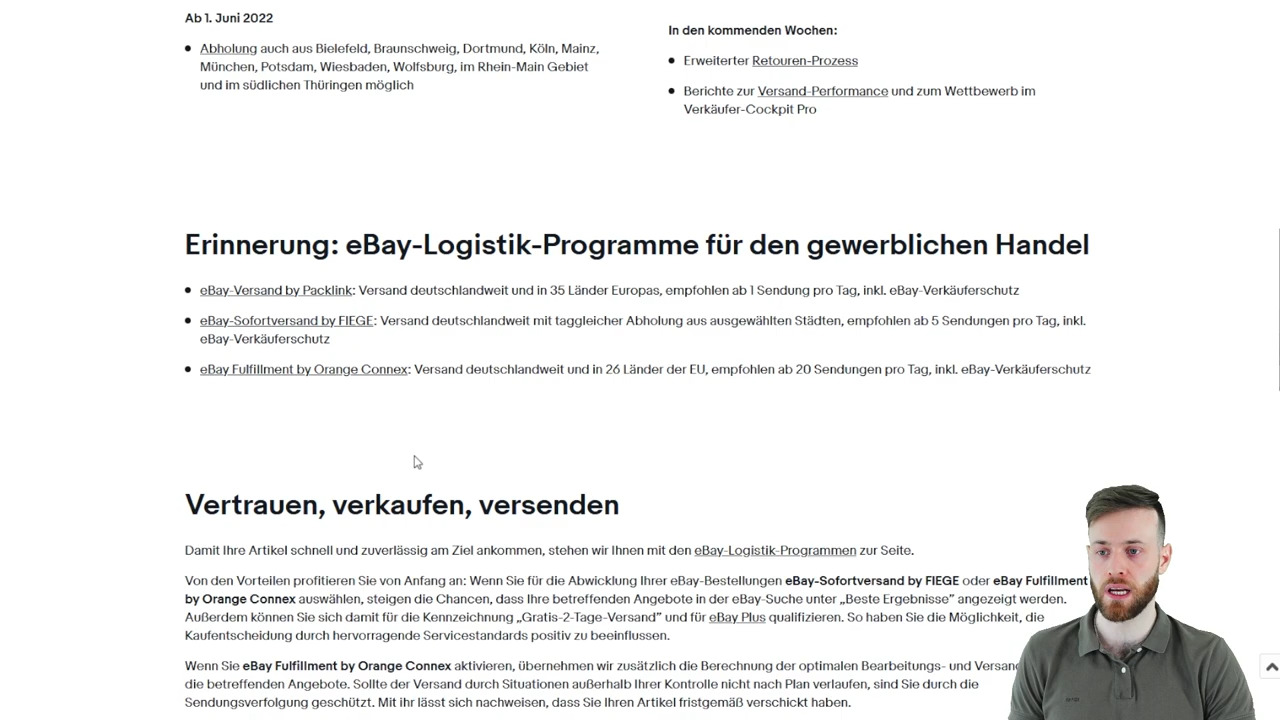 Ab 1. Juni 2022
Abholung auch aus Bielefeld, Braunschweig, Dortmund, Köln, Mainz,
München, Potsdam, Wiesbaden, Wolfsburg, im Rhein-Main Gebiet
und im südlichen Thüringen möglich
In den kommenden Wochen:
Erweiterter Retouren-Prozess
Berichte zur Versand-Performance und zum Wettbewerb im
Verkäufer-Cockpit Pro
Erinnerung: eBay-Logistik-Programme für den gewerblichen Handel
eBay-Versand by Packlink: Versand deutschlandweit und in 35 Länder Europas, empfohlen ab 1 Sendung pro Tag, inkl. eBay-Verkäuferschutz
eBay-Sofortversand by FIEGE: Versand deutschlandweit mit taggleicher Abholung aus ausgewählten Städten, empfohlen ab 5 Sendungen pro Tag, inkl.
eBay-Verkäuferschutz
eBay Fulfillment by Orange Connex: Versand deutschlandweit und in 26 Länder der EU, empfohlen ab 20 Sendungen pro Tag, inkl. eBay-Verkäuferschutz
Vertrauen, verkaufen, versenden
Damit Ihre Artikel schnell und zuverlässig am Ziel ankommen, stehen wir Ihnen mit den eBay-Logistik-Programmen zur Seite.
Von den Vorteilen profitieren Sie von Anfang an: Wenn Sie für die Abwicklung Ihrer eBay-Bestellungen eBay-Sofortversand by FIEGE oder eBay Fulfillment
by Orange Connex auswählen, steigen die Chancen, dass Ihre betreffenden Angebote in der eBay-Suche unter „Beste Ergebnisse” angezeigt werden.
Außerdem können Sie sich damit für die Kennzeichnung „Gratis-2-Tage-Versand” und für eBay Plus qualifizieren. So haben Sie die Möglichkeit, die
Kaufentscheidung durch hervorragende Servicestandards positiv zu beeinflussen.
Wenn Sie eBay Fulfillment by Orange Connex aktivieren, übernehmen wir zusätzlich die Berechnung der optimalen Bearbeitungs- und Versand
die betreffenden Angebote. Sollte der Versand durch Situationen außerhalb Ihrer Kontrolle nicht nach Plan verlaufen, sind Sie durch die
Sendungsverfolgung geschützt. Mit ihr lässt sich nachweisen, dass Sie Ihren Artikel fristgemäß verschickt haben.